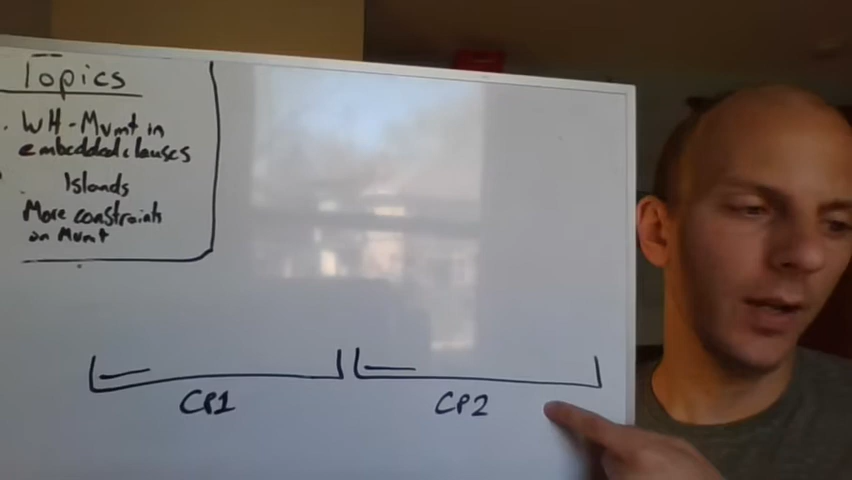 Topics
. WH-Mvmt in
embedded clauses
. Islands
More constraints
on Mvmt
CP1 CP2